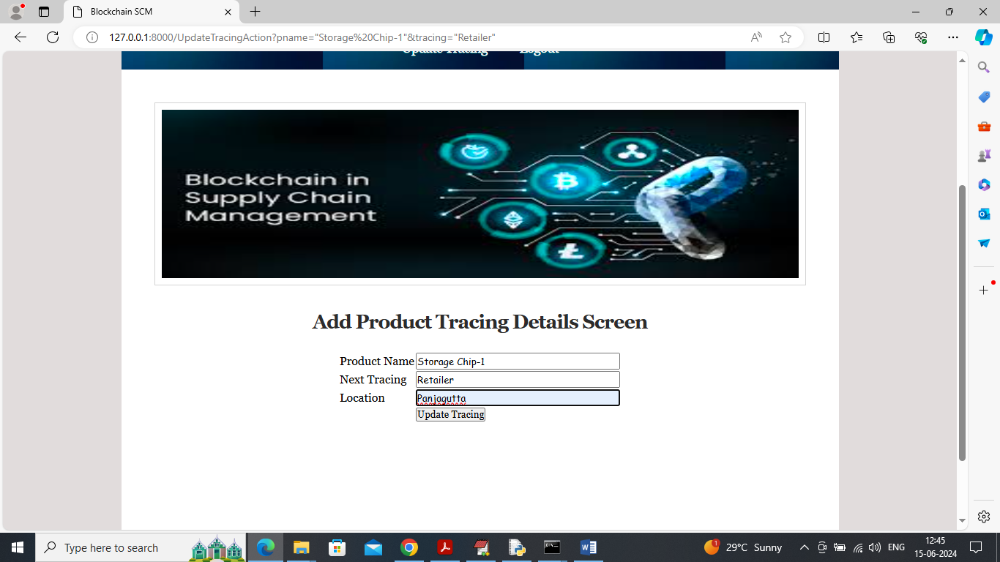 Blockchain SCM
127.0.0.1:8000/UpdateTracingAction?pname="Storage%20Chip-1"&tracing="Retailer"
Update Tracing Logout
Blockchain in
Supply Chain
Management
Add Product Tracing Details Screen
Product Name Storage Chip-1
Next Tracing Retailer
Location Panjagutta
Update Tracing
Type here to search
29°C Sunny
ENG
12:45
15-06-2024